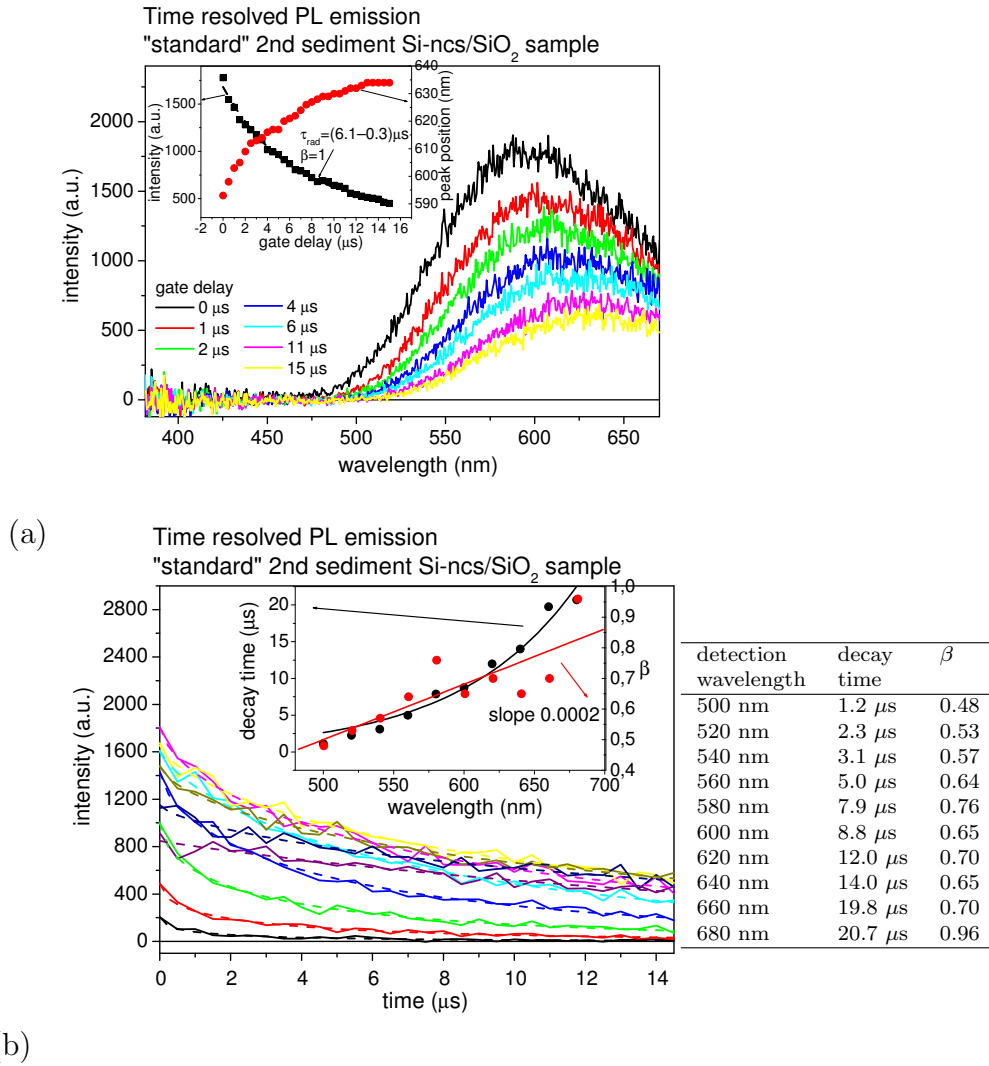 Time resolved PL emission
"standard" 2nd sediment Si-ncs/SiO₂ sample
intensity (a.u.)
2000
1500
1000
500
0
400 450 500 550 600 650
wavelength (nm)
intensity (a.u.)
1500
1000
500
640
630
620
610
600
590
peak position (nm)
τrad=(6.1–0.3)μs
β=1
0 2 4 6 8 10 12 14 16
gate delay (μs)
gate delay
0 μs
1 μs
2 μs
4 μs
6 μs
11 μs
15 μs
(a)
Time resolved PL emission
"standard" 2nd sediment Si-ncs/SiO₂ sample
intensity (a.u.)
2800
2400
2000
1600
1200
800
400
0
0 2 4 6 8 10 12 14
time (μs)
decay time (μs)
20
15
10
5
0
1,0
0,9
0,8
0,7
0,6
0,5
0,4
β
slope 0.0002
500 550 600 650 700
wavelength (nm)
detection decay β
wavelength time
500 nm 1.2 μs 0.48
520 nm 2.3 μs 0.53
540 nm 3.1 μs 0.57
560 nm 5.0 μs 0.64
580 nm 7.9 μs 0.76
600 nm 8.8 μs 0.65
620 nm 12.0 μs 0.70
640 nm 14.0 μs 0.65
660 nm 19.8 μs 0.70
680 nm 20.7 μs 0.96
b)